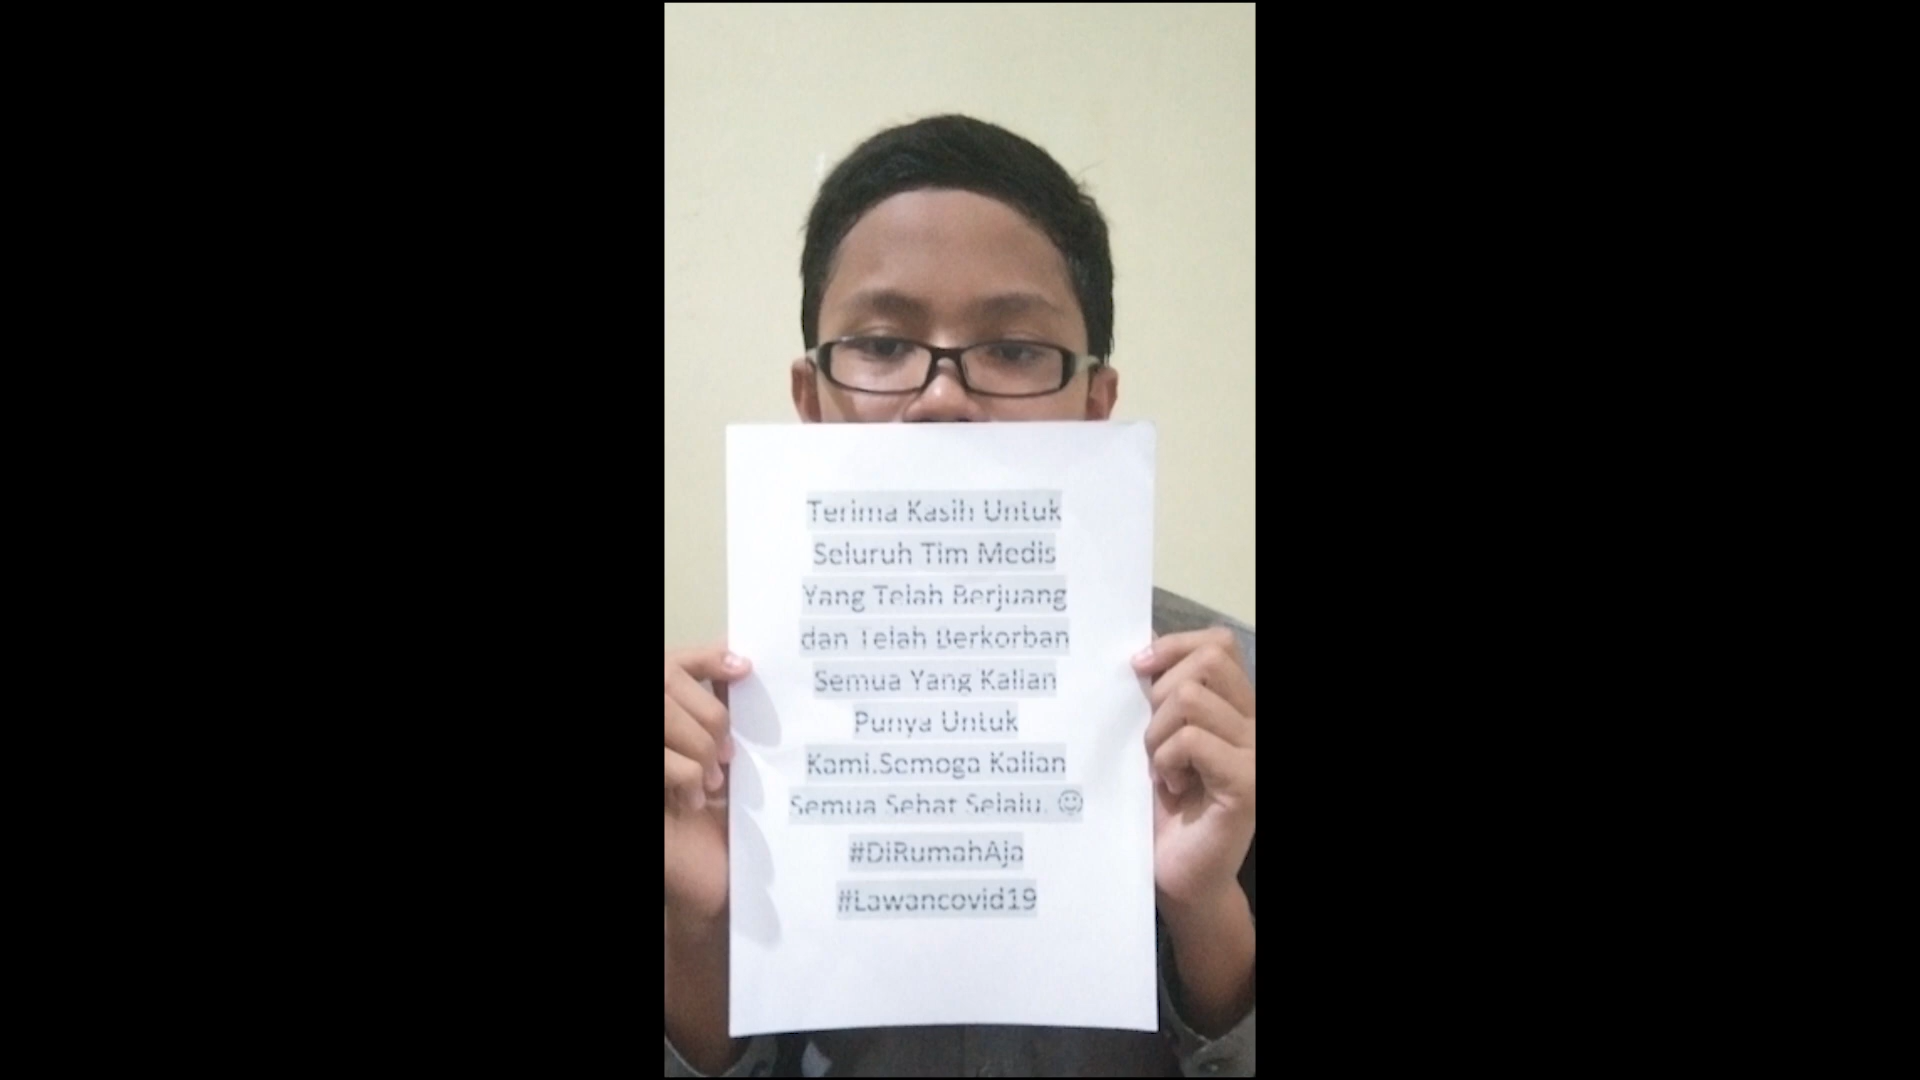 Terima Kasih Untuk
Seluruh Tim Medis
Yang Telah Berjuang
dan Telah Berkorban
Semua Yang Kalian
Punya Untuk
Kami.Semoga Kalian
Semua Sehat Selalu. ☺
#DiRumahAja
#Lawancovid19